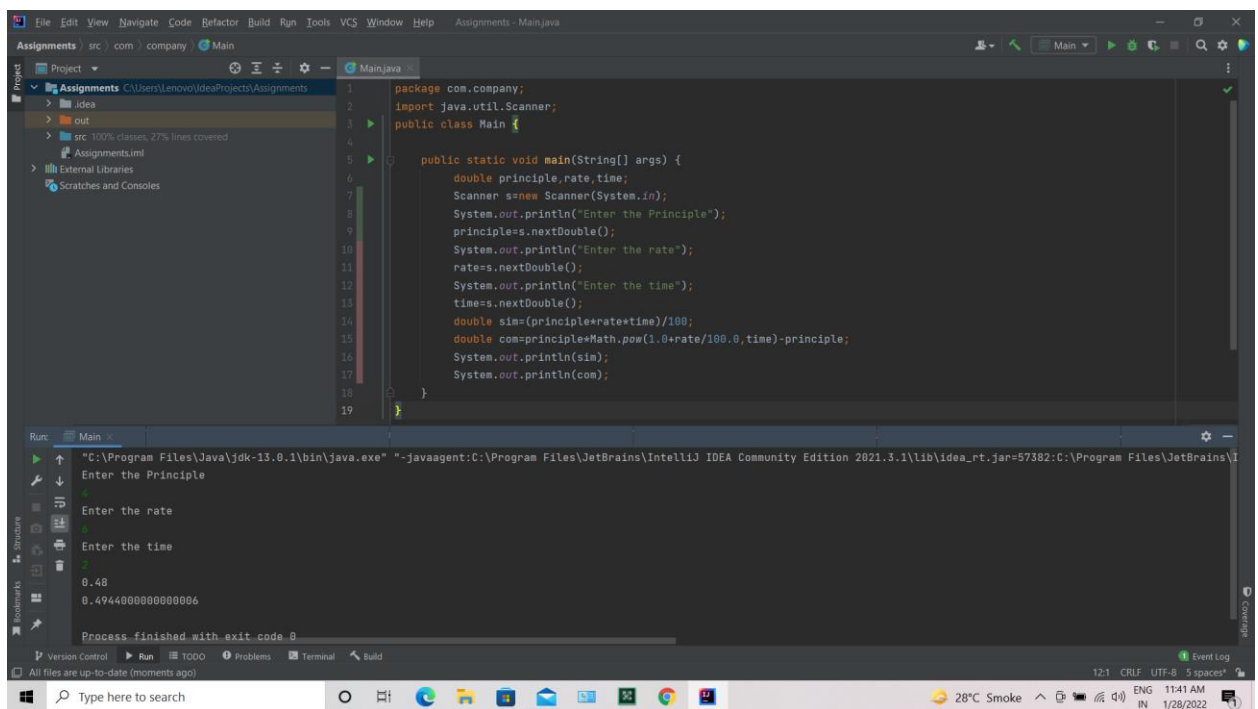 File Edit View Navigate Code Refactor Build Run Tools VCS Window Help Assignments - Main.java
Assignments src com company Main
Main
Project
Main.java
Project
Assignments C:\Users\Lenovo\IdeaProjects\Assignments
.idea
out
src 100% classes, 27% lines covered
Assignments.iml
External Libraries
Scratches and Consoles
1 package com.company;
2 import java.util.Scanner;
3 public class Main {
4
5 public static void main(String[] args) {
6 double principle,rate,time;
7 Scanner s=new Scanner(System.in);
8 System.out.println("Enter the Principle");
9 principle=s.nextDouble();
10 System.out.println("Enter the rate");
11 rate=s.nextDouble();
12 System.out.println("Enter the time");
13 time=s.nextDouble();
14 double sim=(principle*rate*time)/100;
15 double com=principle*Math.pow(1.0+rate/100.0,time)-principle;
16 System.out.println(sim);
17 System.out.println(com);
18 }
19 }
Run: Main
"C:\Program Files\Java\jdk-13.0.1\bin\java.exe" "-javaagent:C:\Program Files\JetBrains\IntelliJ IDEA Community Edition 2021.3.1\lib\idea_rt.jar=57382:C:\Program Files\JetBrains\I
Enter the Principle
4
Enter the rate
6
Enter the time
2
0.48
0.4944000000000006
Process finished with exit code 0
Structure
Bookmarks
Coverage
Version Control Run TODO Problems Terminal Build Event Log
All files are up-to-date (moments ago) 12:1 CRLF UTF-8 5 spaces*
Type here to search 28°C Smoke ENG 11:41 AM
IN 1/28/2022